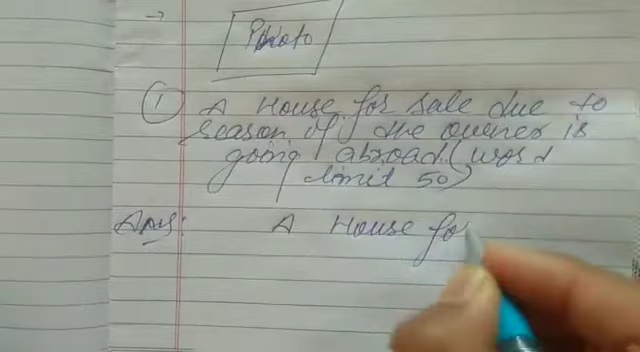 →
Photo
① A House for sale due to
reason of the owner is
going abroad. (word
limit 50)
Ans: A House fo